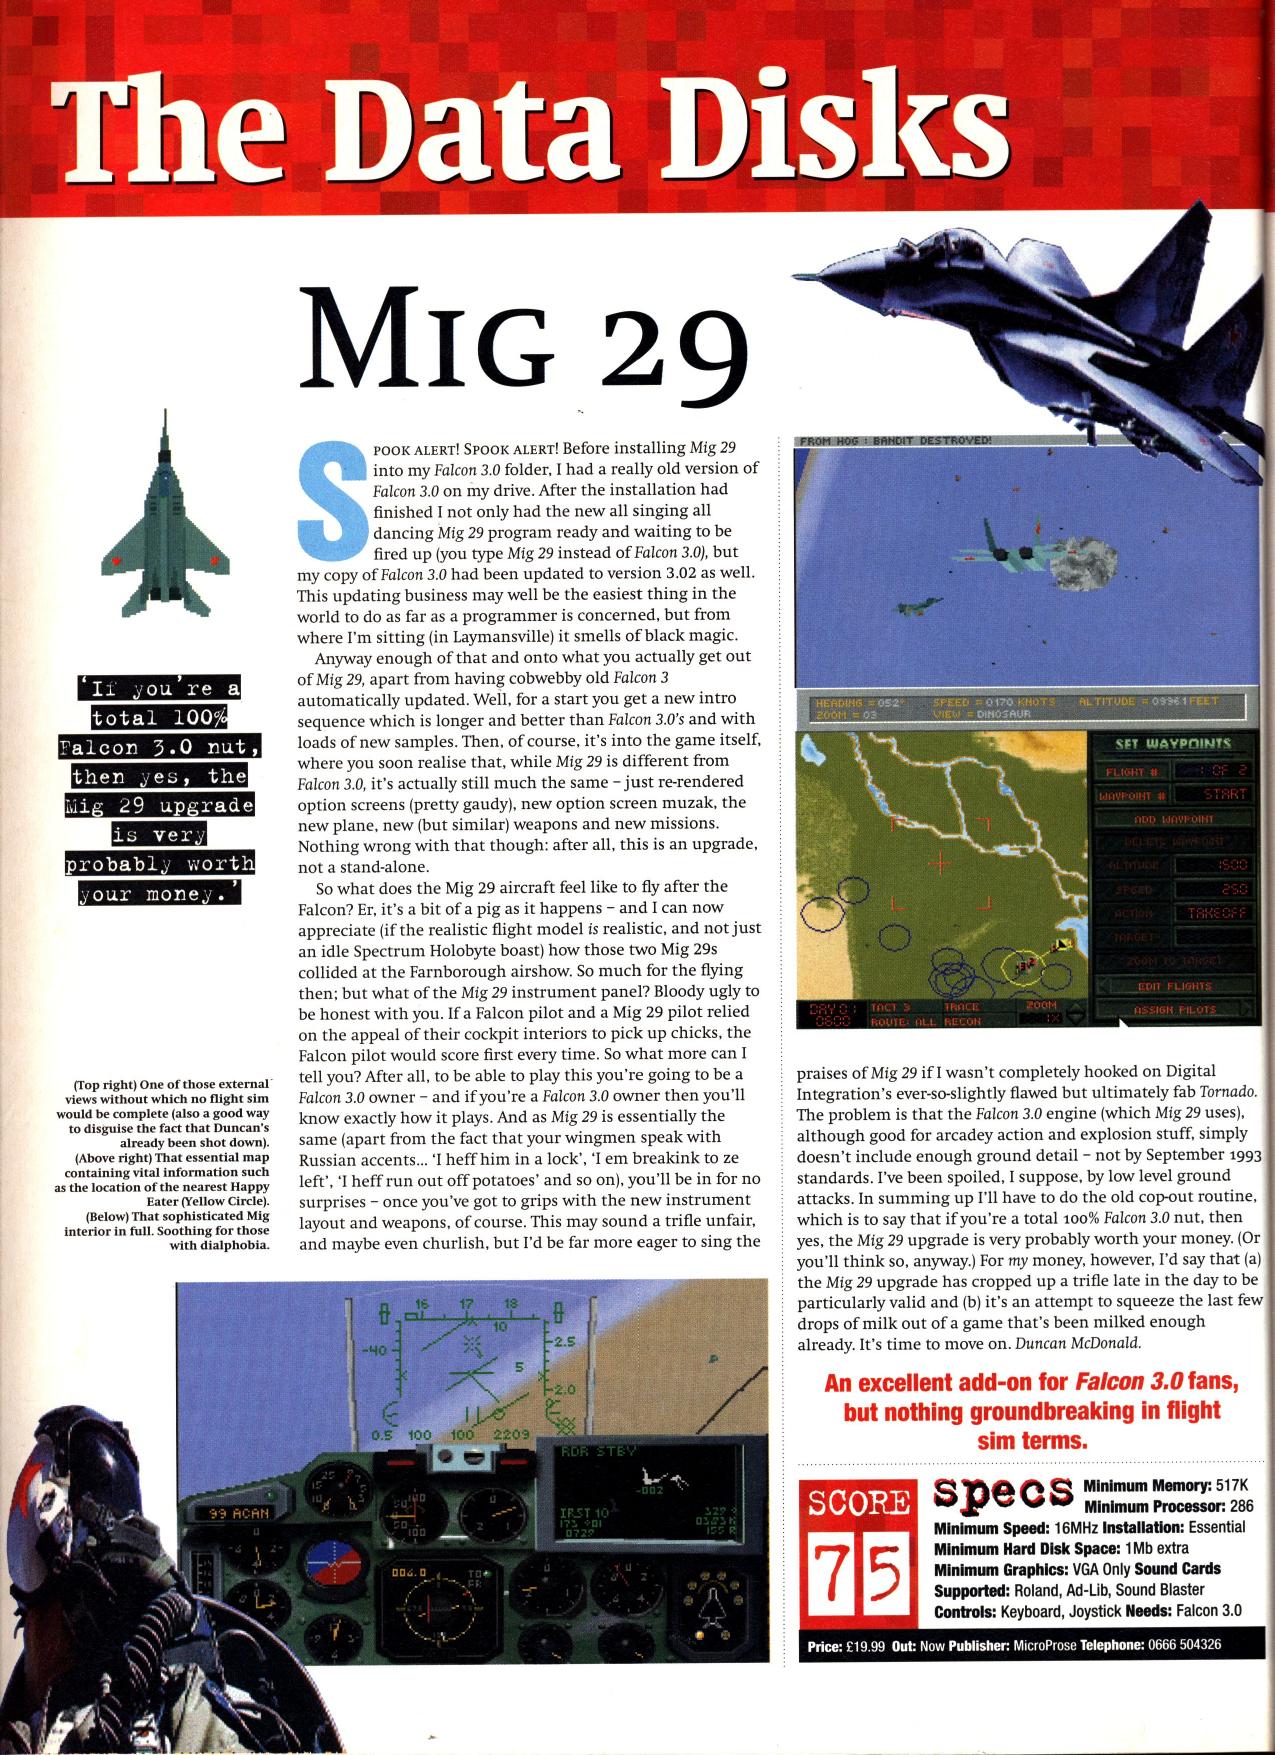 The Data Disks
MIG 29
SPOOK ALERT! SPOOK ALERT! Before installing Mig 29
into my Falcon 3.0 folder, I had a really old version of
Falcon 3.0 on my drive. After the installation had
finished I not only had the new all singing all
dancing Mig 29 program ready and waiting to be
fired up (you type Mig 29 instead of Falcon 3.0), but
my copy of Falcon 3.0 had been updated to version 3.02 as well.
This updating business may well be the easiest thing in the
world to do as far as a programmer is concerned, but from
where I'm sitting (in Laymansville) it smells of black magic.
Anyway enough of that and onto what you actually get out
of Mig 29, apart from having cobwebby old Falcon 3
automatically updated. Well, for a start you get a new intro
sequence which is longer and better than Falcon 3.0's and with
loads of new samples. Then, of course, it's into the game itself,
where you soon realise that, while Mig 29 is different from
Falcon 3.0, it's actually still much the same – just re-rendered
option screens (pretty gaudy), new option screen muzak, the
new plane, new (but similar) weapons and new missions.
Nothing wrong with that though: after all, this is an upgrade,
not a stand-alone.
So what does the Mig 29 aircraft feel like to fly after the
Falcon? Er, it's a bit of a pig as it happens – and I can now
appreciate (if the realistic flight model is realistic, and not just
an idle Spectrum Holobyte boast) how those two Mig 29s
collided at the Farnborough airshow. So much for the flying
then; but what of the Mig 29 instrument panel? Bloody ugly to
be honest with you. If a Falcon pilot and a Mig 29 pilot relied
on the appeal of their cockpit interiors to pick up chicks, the
Falcon pilot would score first every time. So what more can I
tell you? After all, to be able to play this you're going to be a
Falcon 3.0 owner – and if you're a Falcon 3.0 owner then you'll
know exactly how it plays. And as Mig 29 is essentially the
same (apart from the fact that your wingmen speak with
Russian accents... 'I heff him in a lock', 'I em breakink to ze
left', 'I heff run out off potatoes' and so on), you'll be in for no
surprises – once you've got to grips with the new instrument
layout and weapons, of course. This may sound a trifle unfair,
and maybe even churlish, but I'd be far more eager to sing the
'If you're a
total 100%
Falcon 3.0 nut,
then yes, the
Mig 29 upgrade
is very
probably worth
your money.'
(Top right) One of those external
views without which no flight sim
would be complete (also a good way
to disguise the fact that Duncan's
already been shot down).
(Above right) That essential map
containing vital information such
as the location of the nearest Happy
Eater (Yellow Circle).
(Below) That sophisticated Mig
interior in full. Soothing for those
with dialphobia.
FROM HOG : BANDIT DESTROYED!
HEADING = 052° SPEED = 0170 KNOTS ALTITUDE = 09961 FEET
ZOOM = 03 VIEW = DINOSAUR
SET WAYPOINTS
FLIGHT # 1 OF 2
WAYPOINT # START
ADD WAYPOINT
DELETE WAYPOINT
ALTITUDE 1500
SPEED 250
ACTION TAKEOFF
TARGET
ZOOM TO TARGET
EDIT FLIGHTS
ASSIGN PILOTS
DAY 01 TACT 3 TRACE ZOOM
0800 ROUTE: ALL RECON 1X
praises of Mig 29 if I wasn't completely hooked on Digital
Integration's ever-so-slightly flawed but ultimately fab Tornado.
The problem is that the Falcon 3.0 engine (which Mig 29 uses),
although good for arcadey action and explosion stuff, simply
doesn't include enough ground detail – not by September 1993
standards. I've been spoiled, I suppose, by low level ground
attacks. In summing up I'll have to do the old cop-out routine,
which is to say that if you're a total 100% Falcon 3.0 nut, then
yes, the Mig 29 upgrade is very probably worth your money. (Or
you'll think so, anyway.) For my money, however, I'd say that (a)
the Mig 29 upgrade has cropped up a trifle late in the day to be
particularly valid and (b) it's an attempt to squeeze the last few
drops of milk out of a game that's been milked enough
already. It's time to move on. Duncan McDonald.
An excellent add-on for Falcon 3.0 fans,
but nothing groundbreaking in flight
sim terms.
16 17 18
10
-40
2.5
5
2.0
0.5 100 100 2209
RDR STBY
-002
IRST 10
99 ACAN
004.0
SCORE
75
specs
Minimum Memory: 517K
Minimum Processor: 286
Minimum Speed: 16MHz Installation: Essential
Minimum Hard Disk Space: 1Mb extra
Minimum Graphics: VGA Only Sound Cards
Supported: Roland, Ad-Lib, Sound Blaster
Controls: Keyboard, Joystick Needs: Falcon 3.0
Price: £19.99 Out: Now Publisher: MicroProse Telephone: 0666 504326